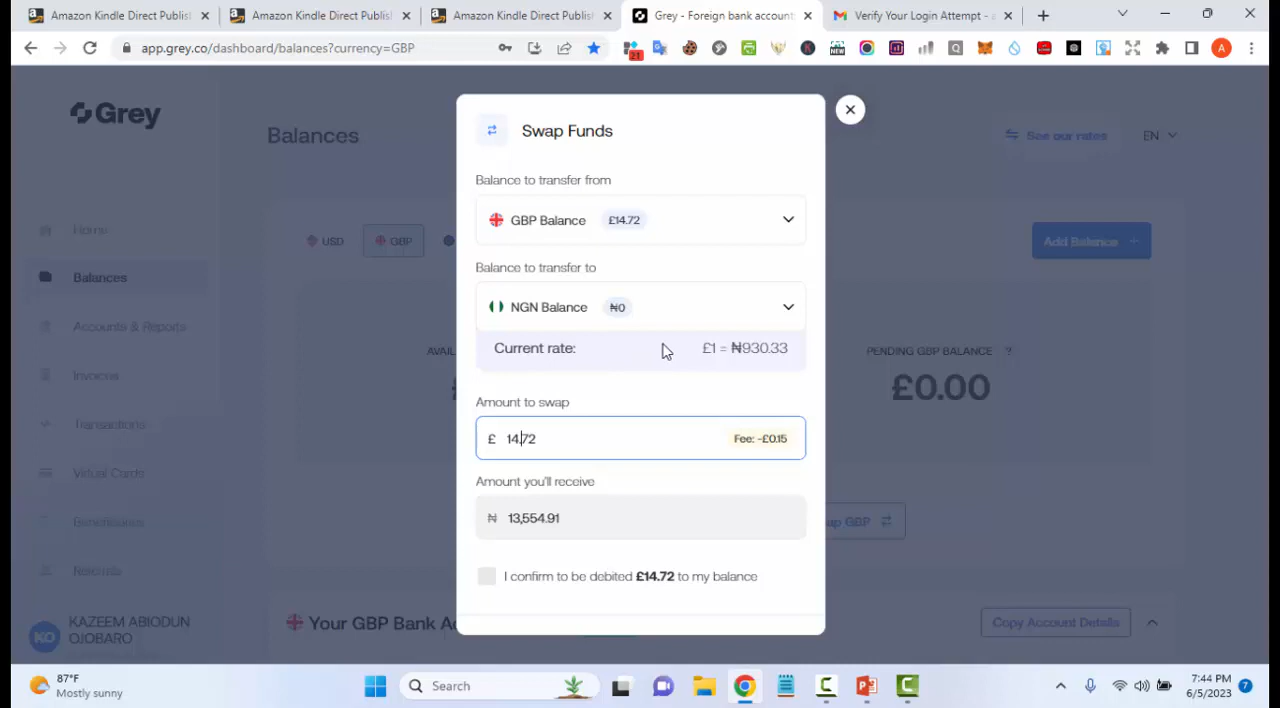 Amazon Kindle Direct Publis
Amazon Kindle Direct Publis
Amazon Kindle Direct Publis
Grey - Foreign bank account
Verify Your Login Attempt - a
app.grey.co/dashboard/balances?currency=GBP
21
NEW
A
Grey
Balances
See our rates
EN
Home
Balances
Accounts & Reports
Invoices
Transactions
Virtual Cards
Beneficiaries
Referrals
KO
KAZEEM ABIODUN
OJOBARO
USD
GBP
Add Balance +
PENDING GBP BALANCE ?
£0.00
GBP
Your GBP Bank Ac
Copy Account Details
Swap Funds
Balance to transfer from
GBP Balance £14.72
Balance to transfer to
NGN Balance ₦0
Current rate: £1 = ₦930.33
Amount to swap
£ 14.72 Fee: -£0.15
Amount you'll receive
₦ 13,554.91
I confirm to be debited £14.72 to my balance
87°F
Mostly sunny
Search
7:44 PM
6/5/2023
7